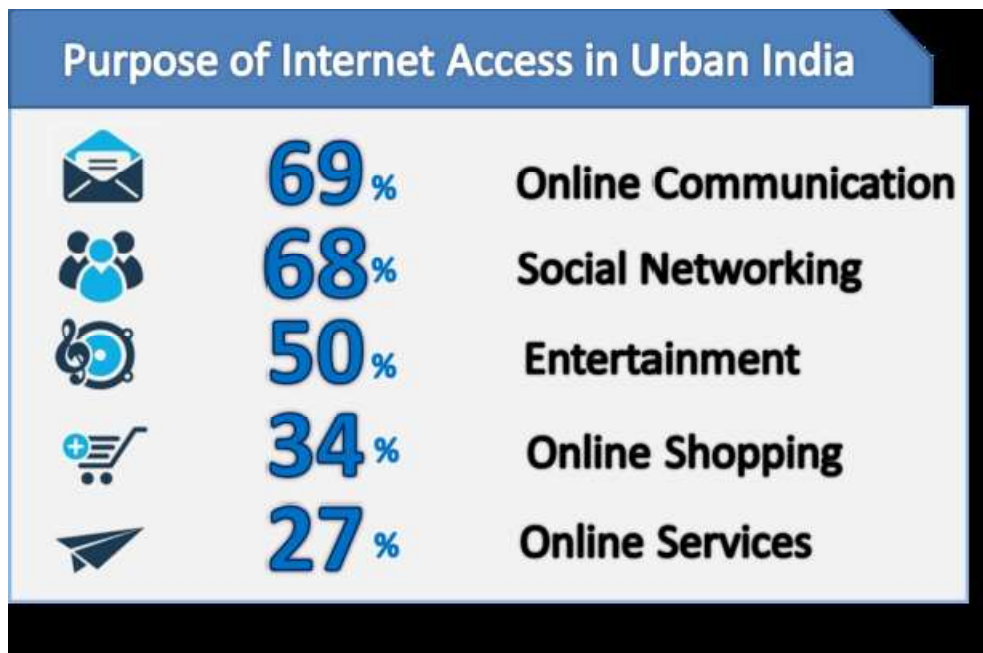 Purpose of Internet Access in Urban India
69% Online Communication
68% Social Networking
50% Entertainment
34% Online Shopping
27% Online Services